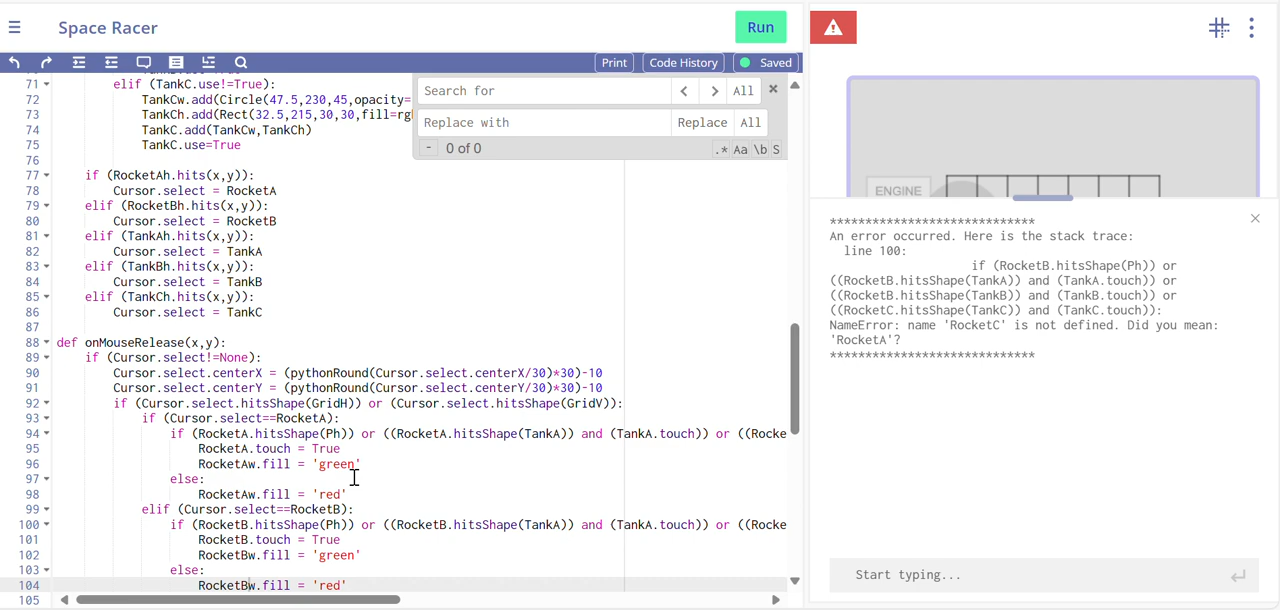 Space Racer
Run
Print
Code History
Saved
71 elif (TankC.use!=True):
72 TankCw.add(Circle(47.5,230,45,opacity=
73 TankCh.add(Rect(32.5,215,30,30,fill=rg
74 TankC.add(TankCw,TankCh)
75 TankC.use=True
76
77 if (RocketAh.hits(x,y)):
78 Cursor.select = RocketA
79 elif (RocketBh.hits(x,y)):
80 Cursor.select = RocketB
81 elif (TankAh.hits(x,y)):
82 Cursor.select = TankA
83 elif (TankBh.hits(x,y)):
84 Cursor.select = TankB
85 elif (TankCh.hits(x,y)):
86 Cursor.select = TankC
87
88 def onMouseRelease(x,y):
89 if (Cursor.select!=None):
90 Cursor.select.centerX = (pythonRound(Cursor.select.centerX/30)*30)-10
91 Cursor.select.centerY = (pythonRound(Cursor.select.centerY/30)*30)-10
92 if (Cursor.select.hitsShape(GridH)) or (Cursor.select.hitsShape(GridV)):
93 if (Cursor.select==RocketA):
94 if (RocketA.hitsShape(Ph)) or ((RocketA.hitsShape(TankA)) and (TankA.touch)) or ((Rocke
95 RocketA.touch = True
96 RocketAw.fill = 'green'
97 else:
98 RocketAw.fill = 'red'
99 elif (Cursor.select==RocketB):
100 if (RocketB.hitsShape(Ph)) or ((RocketB.hitsShape(TankA)) and (TankA.touch)) or ((Rocke
101 RocketB.touch = True
102 RocketBw.fill = 'green'
103 else:
104 RocketBw.fill = 'red'
105
Search for
All
Replace with
Replace All
- 0 of 0
.* Aa \b S
ENGINE
*****************************
An error occurred. Here is the stack trace:
line 100:
if (RocketB.hitsShape(Ph)) or
((RocketB.hitsShape(TankA)) and (TankA.touch)) or
((RocketB.hitsShape(TankB)) and (TankB.touch)) or
((RocketC.hitsShape(TankC)) and (TankC.touch)):
NameError: name 'RocketC' is not defined. Did you mean:
'RocketA'?
*****************************
Start typing...